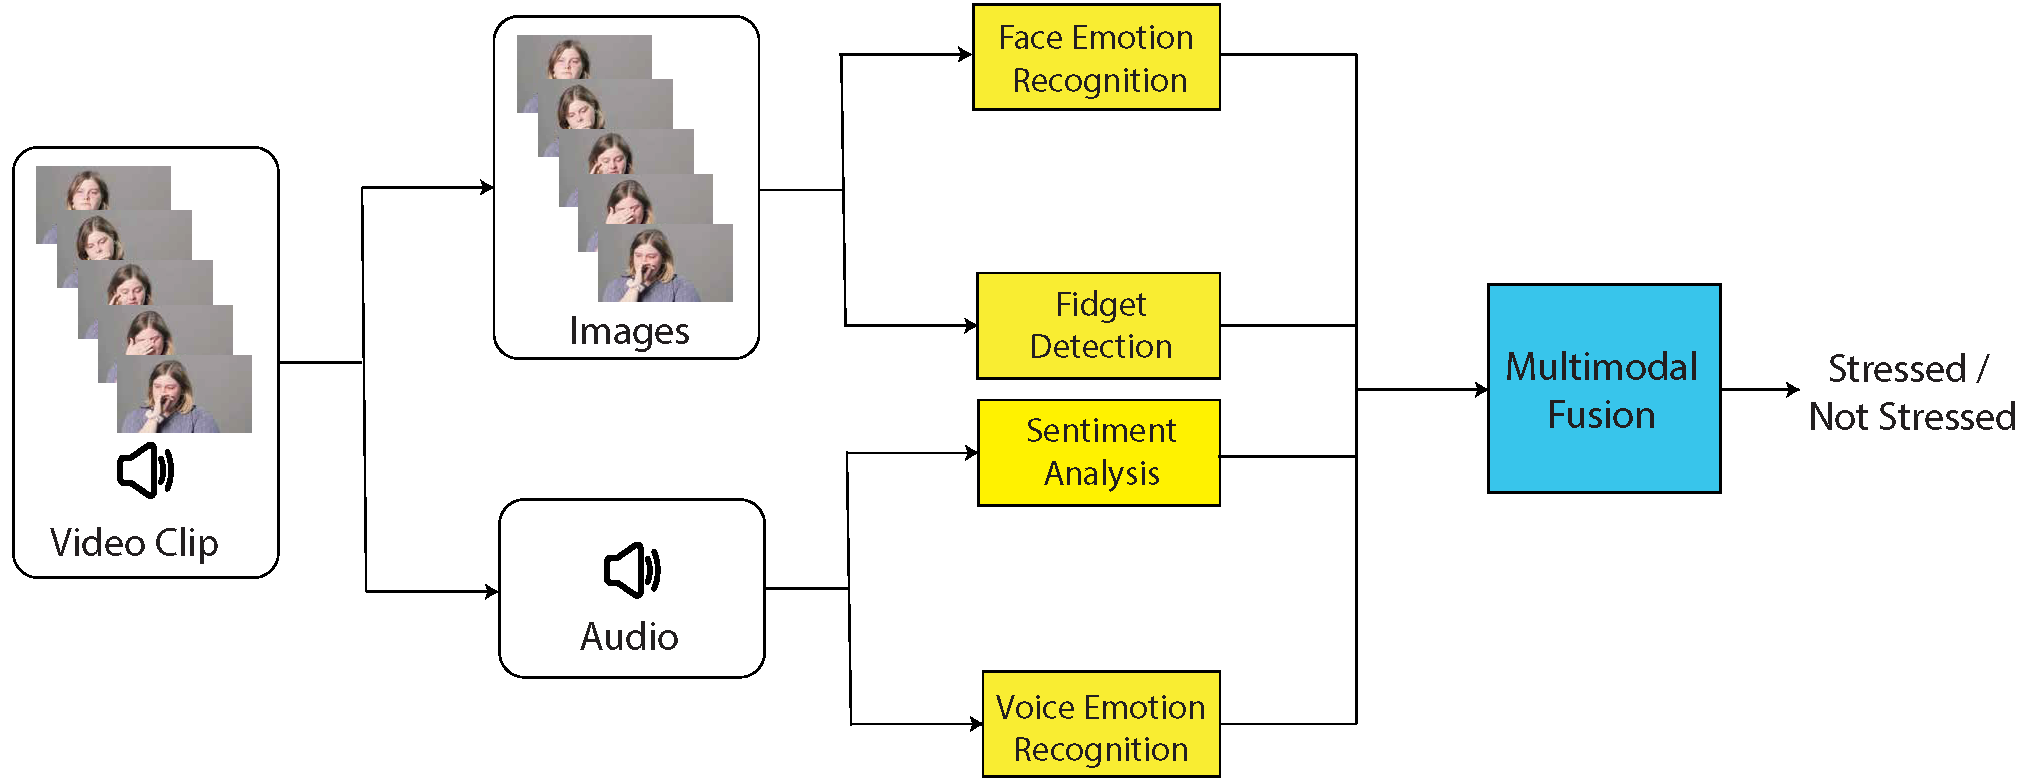 Face Emotion
Recognition
Images
Fidget
Detection
Video Clip
Sentiment
Analysis
Audio
Voice Emotion
Recognition
Multimodal
Fusion
Stressed /
Not Stressed